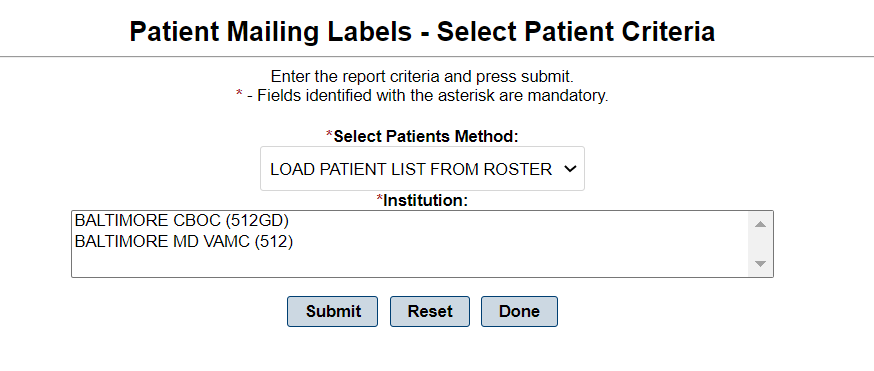 Patient Mailing Labels - Select Patient Criteria
Enter the report criteria and press submit.
* - Fields identified with the asterisk are mandatory.
*Select Patients Method:
LOAD PATIENT LIST FROM ROSTER
*Institution:
BALTIMORE CBOC (512GD)
BALTIMORE MD VAMC (512)
Submit Reset Done